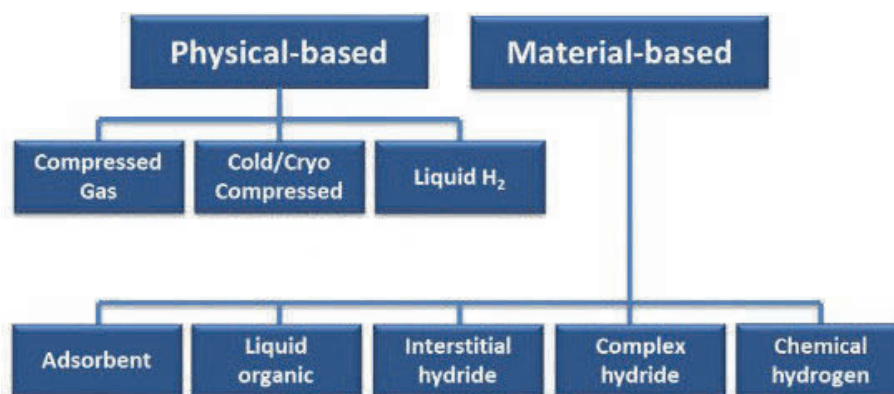 Physical-based
Material-based
Compressed
Gas
Cold/Cryo
Compressed
Liquid H₂
Adsorbent
Liquid
organic
Interstitial
hydride
Complex
hydride
Chemical
hydrogen